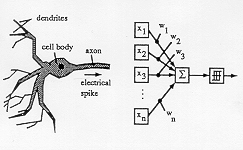 dendrites
cell body
axon
electrical
spike
x1
w1
w2
x2
w3
x3
Σ
xn
wn